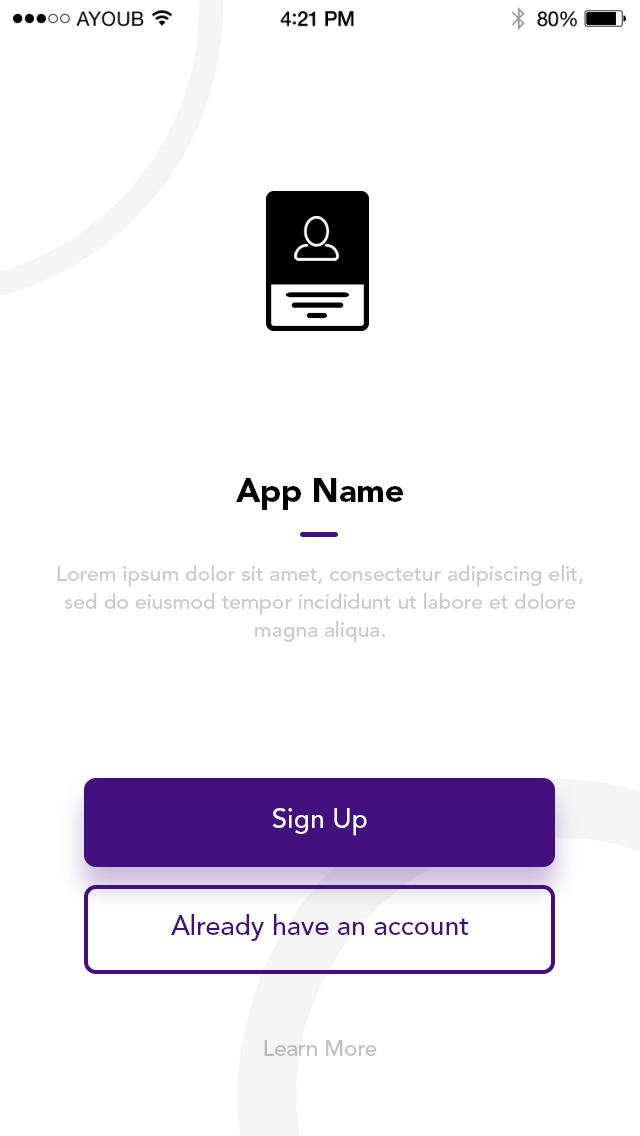 AYOUB 4:21 PM 80%
App Name
Lorem ipsum dolor sit amet, consectetur adipiscing elit,
sed do eiusmod tempor incididunt ut labore et dolore
magna aliqua.
Sign Up
Already have an account
Learn More